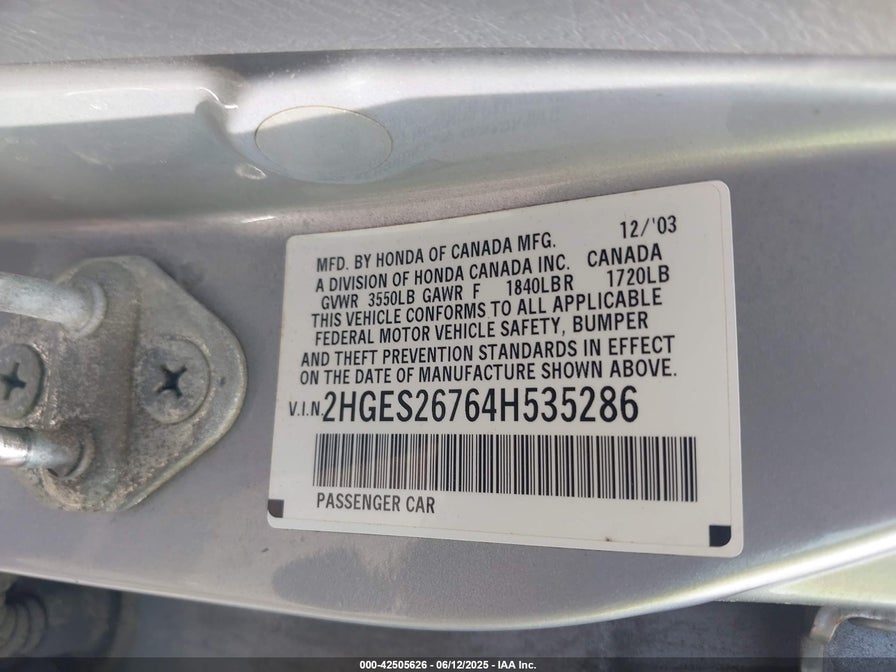 12/'03
MFD. BY HONDA OF CANADA MFG.
A DIVISION OF HONDA CANADA INC. CANADA
GVWR 3550LB GAWR F 1840LBR 1720LB
THIS VEHICLE CONFORMS TO ALL APPLICABLE
FEDERAL MOTOR VEHICLE SAFETY, BUMPER
AND THEFT PREVENTION STANDARDS IN EFFECT
ON THE DATE OF MANUFACTURE SHOWN ABOVE.
V.I.N. 2HGES26764H535286
PASSENGER CAR
000-42505626 - 06/12/2025 - IAA Inc.